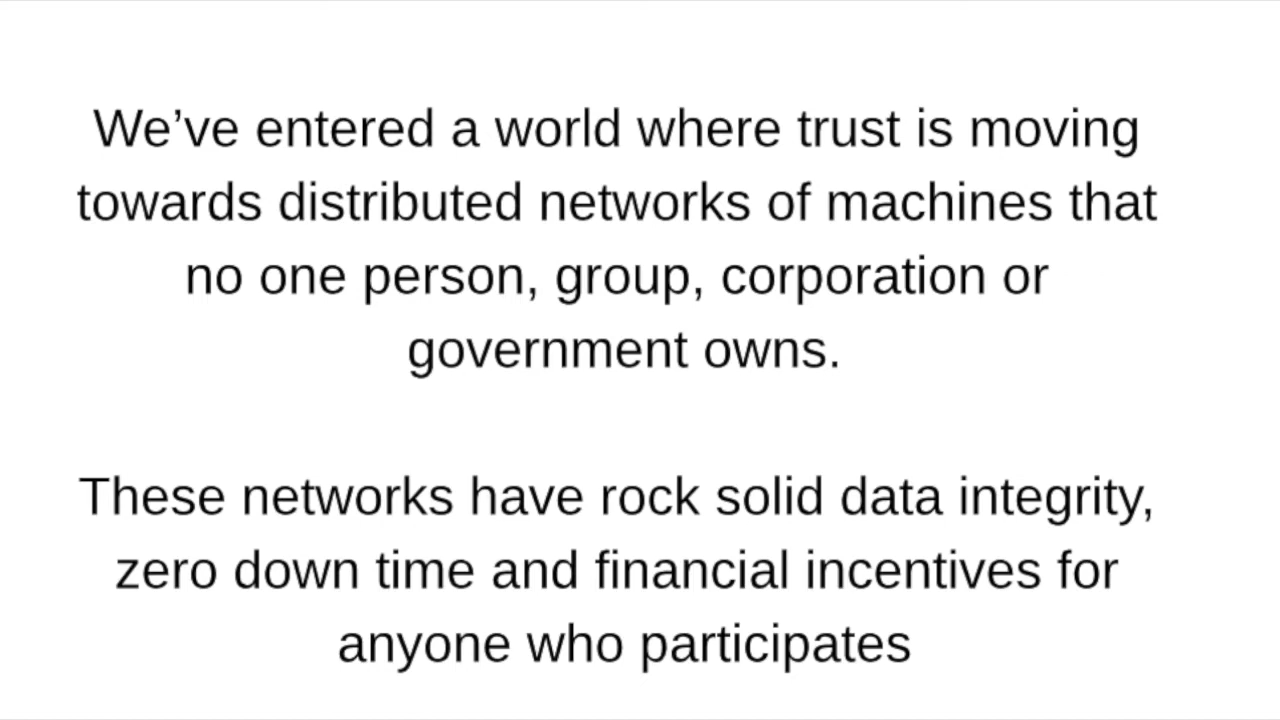 We’ve entered a world where trust is moving
towards distributed networks of machines that
no one person, group, corporation or
government owns.
These networks have rock solid data integrity,
zero down time and financial incentives for
anyone who participates